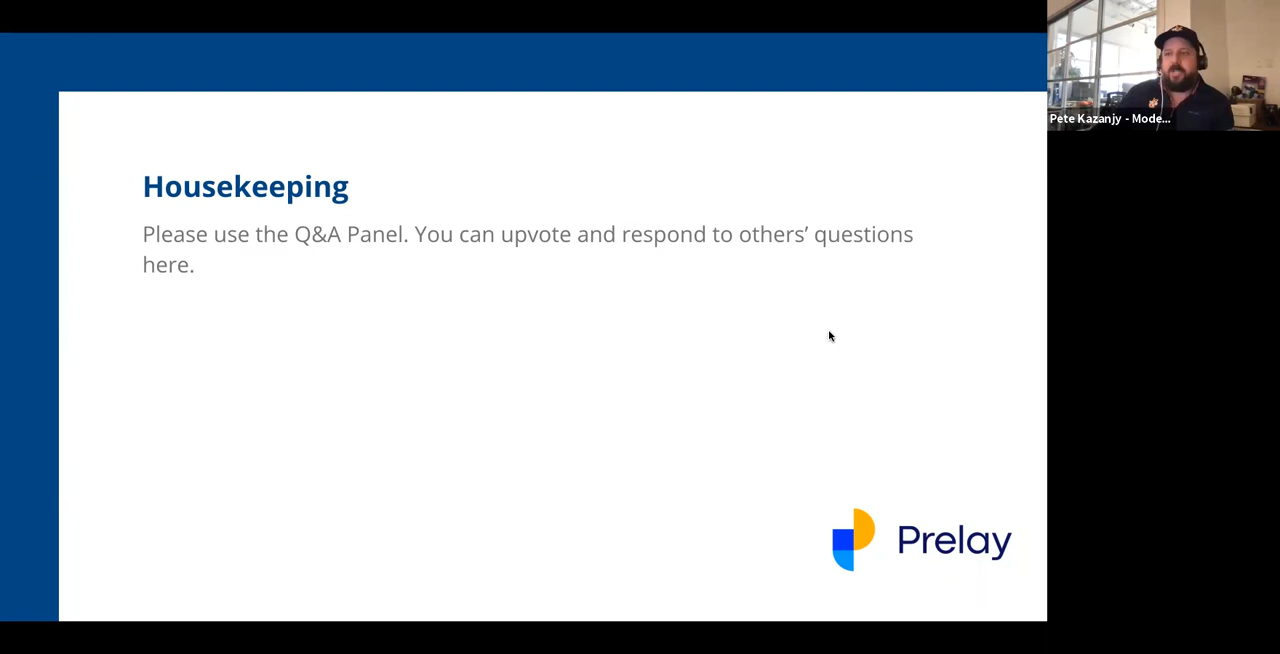 Pete Kazanjy - Mode...
Housekeeping
Please use the Q&A Panel. You can upvote and respond to others’ questions
here.
Prelay